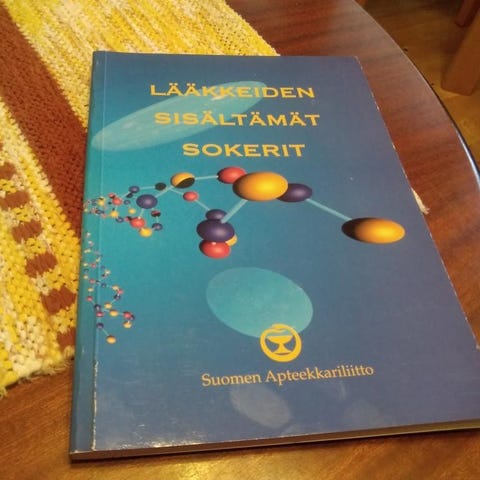 LÄÄKKEIDEN
SISÄLTÄMÄT
SOKERIT
Suomen Apteekkariliitto